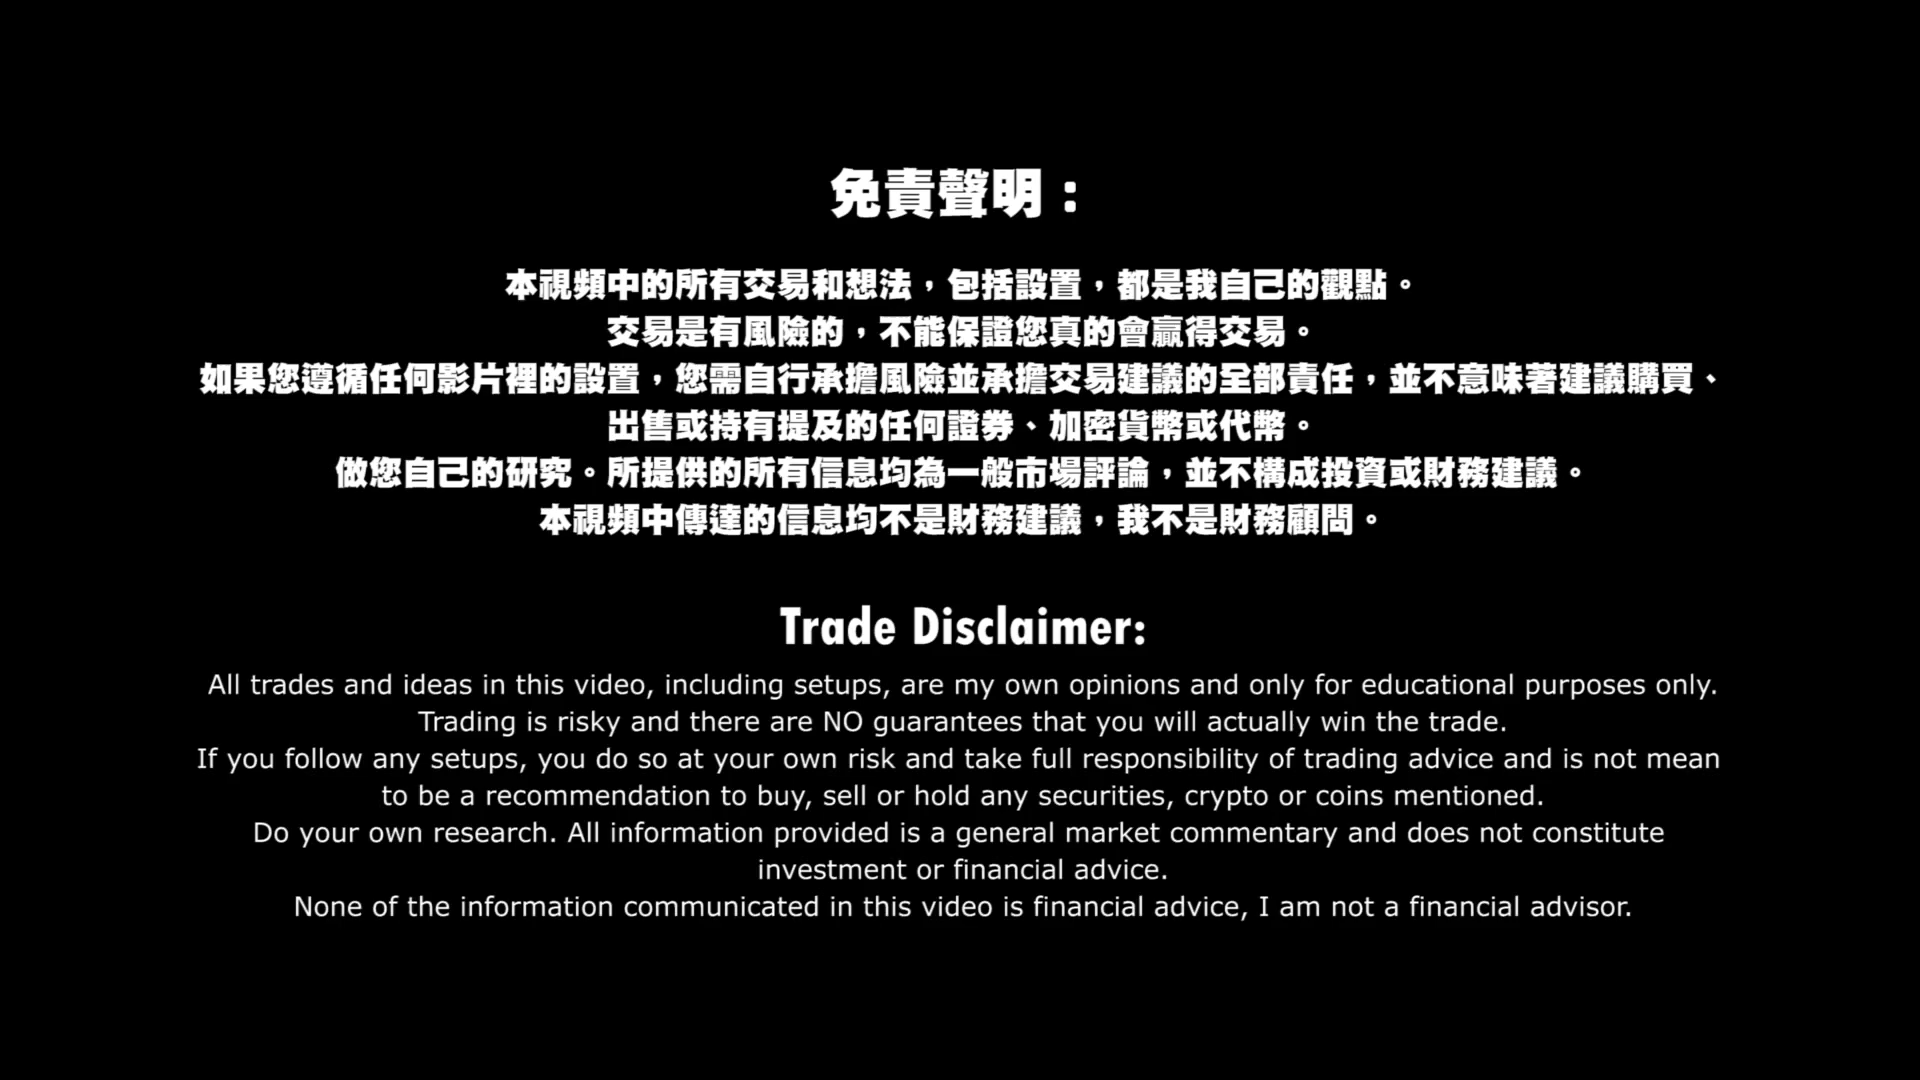 免責聲明：
本視頻中的所有交易和想法，包括設置，都是我自己的觀點。
交易是有風險的，不能保證您真的會贏得交易。
如果您遵循任何影片裡的設置，您需自行承擔風險並承擔交易建議的全部責任，並不意味著建議購買、
出售或持有提及的任何證券、加密貨幣或代幣。
做您自己的研究。所提供的所有信息均為一般市場評論，並不構成投資或財務建議。
本視頻中傳達的信息均不是財務建議，我不是財務顧問。
Trade Disclaimer:
All trades and ideas in this video, including setups, are my own opinions and only for educational purposes only.
Trading is risky and there are NO guarantees that you will actually win the trade.
If you follow any setups, you do so at your own risk and take full responsibility of trading advice and is not mean
to be a recommendation to buy, sell or hold any securities, crypto or coins mentioned.
Do your own research. All information provided is a general market commentary and does not constitute
investment or financial advice.
None of the information communicated in this video is financial advice, I am not a financial advisor.